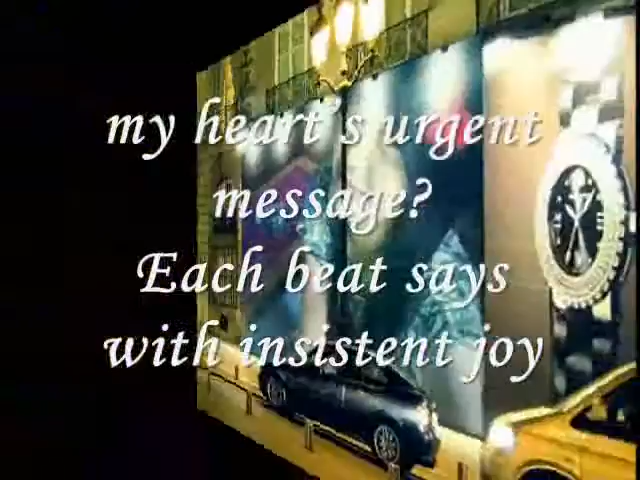 my heart's urgent
message?
Each beat says
with insistent joy